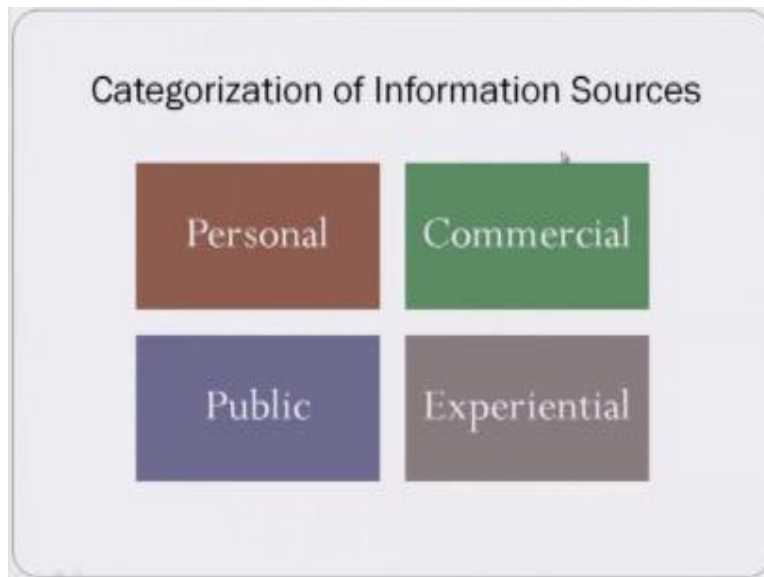 Categorization of Information Sources
Personal
Commercial
Public
Experiential